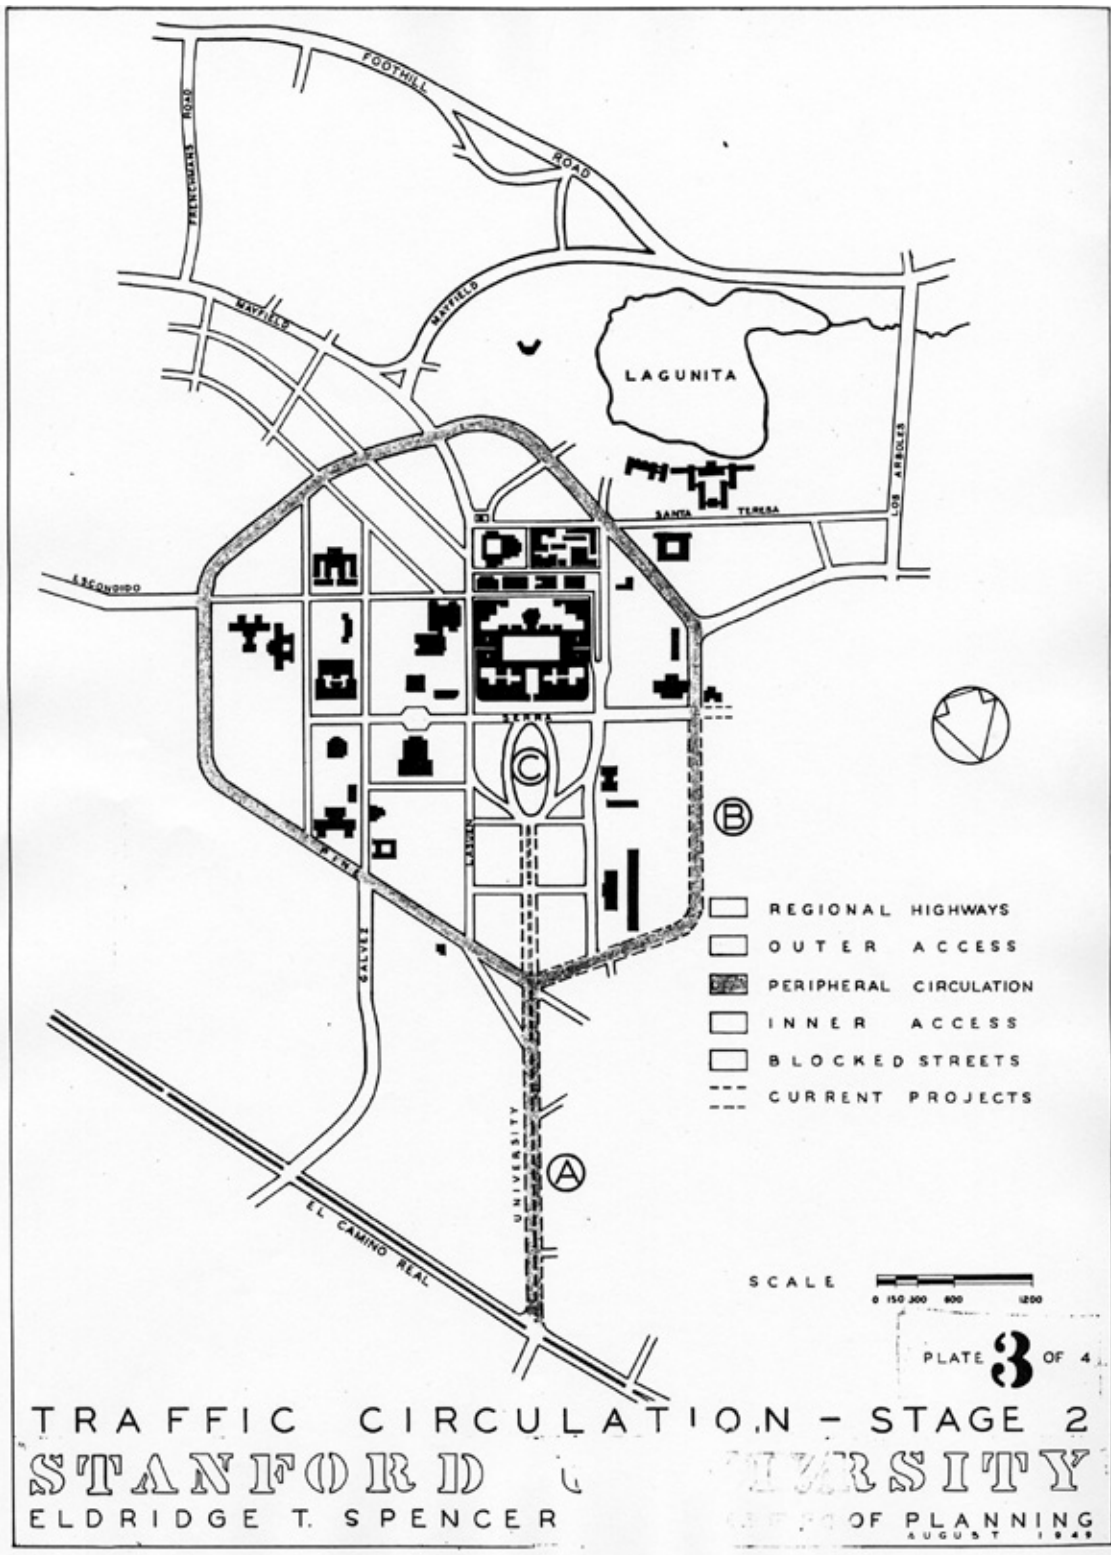 FOOTHILL
ROAD
FRENCHMANS ROAD
MAYFIELD
MAYFIELD
LAGUNITA
LOS ARBOLES
SANTA TERESA
ESCONDIDO
SERRA
C
B
LASUEN
PINE
GALVEZ
REGIONAL HIGHWAYS
OUTER ACCESS
PERIPHERAL CIRCULATION
INNER ACCESS
BLOCKED STREETS
CURRENT PROJECTS
UNIVERSITY
A
EL CAMINO REAL
SCALE
0 150 300 600 1200
PLATE 3 OF 4
TRAFFIC CIRCULATION - STAGE 2
STANFORD U RSITY
ELDRIDGE T. SPENCER OF PLANNING
AUGUST 1949